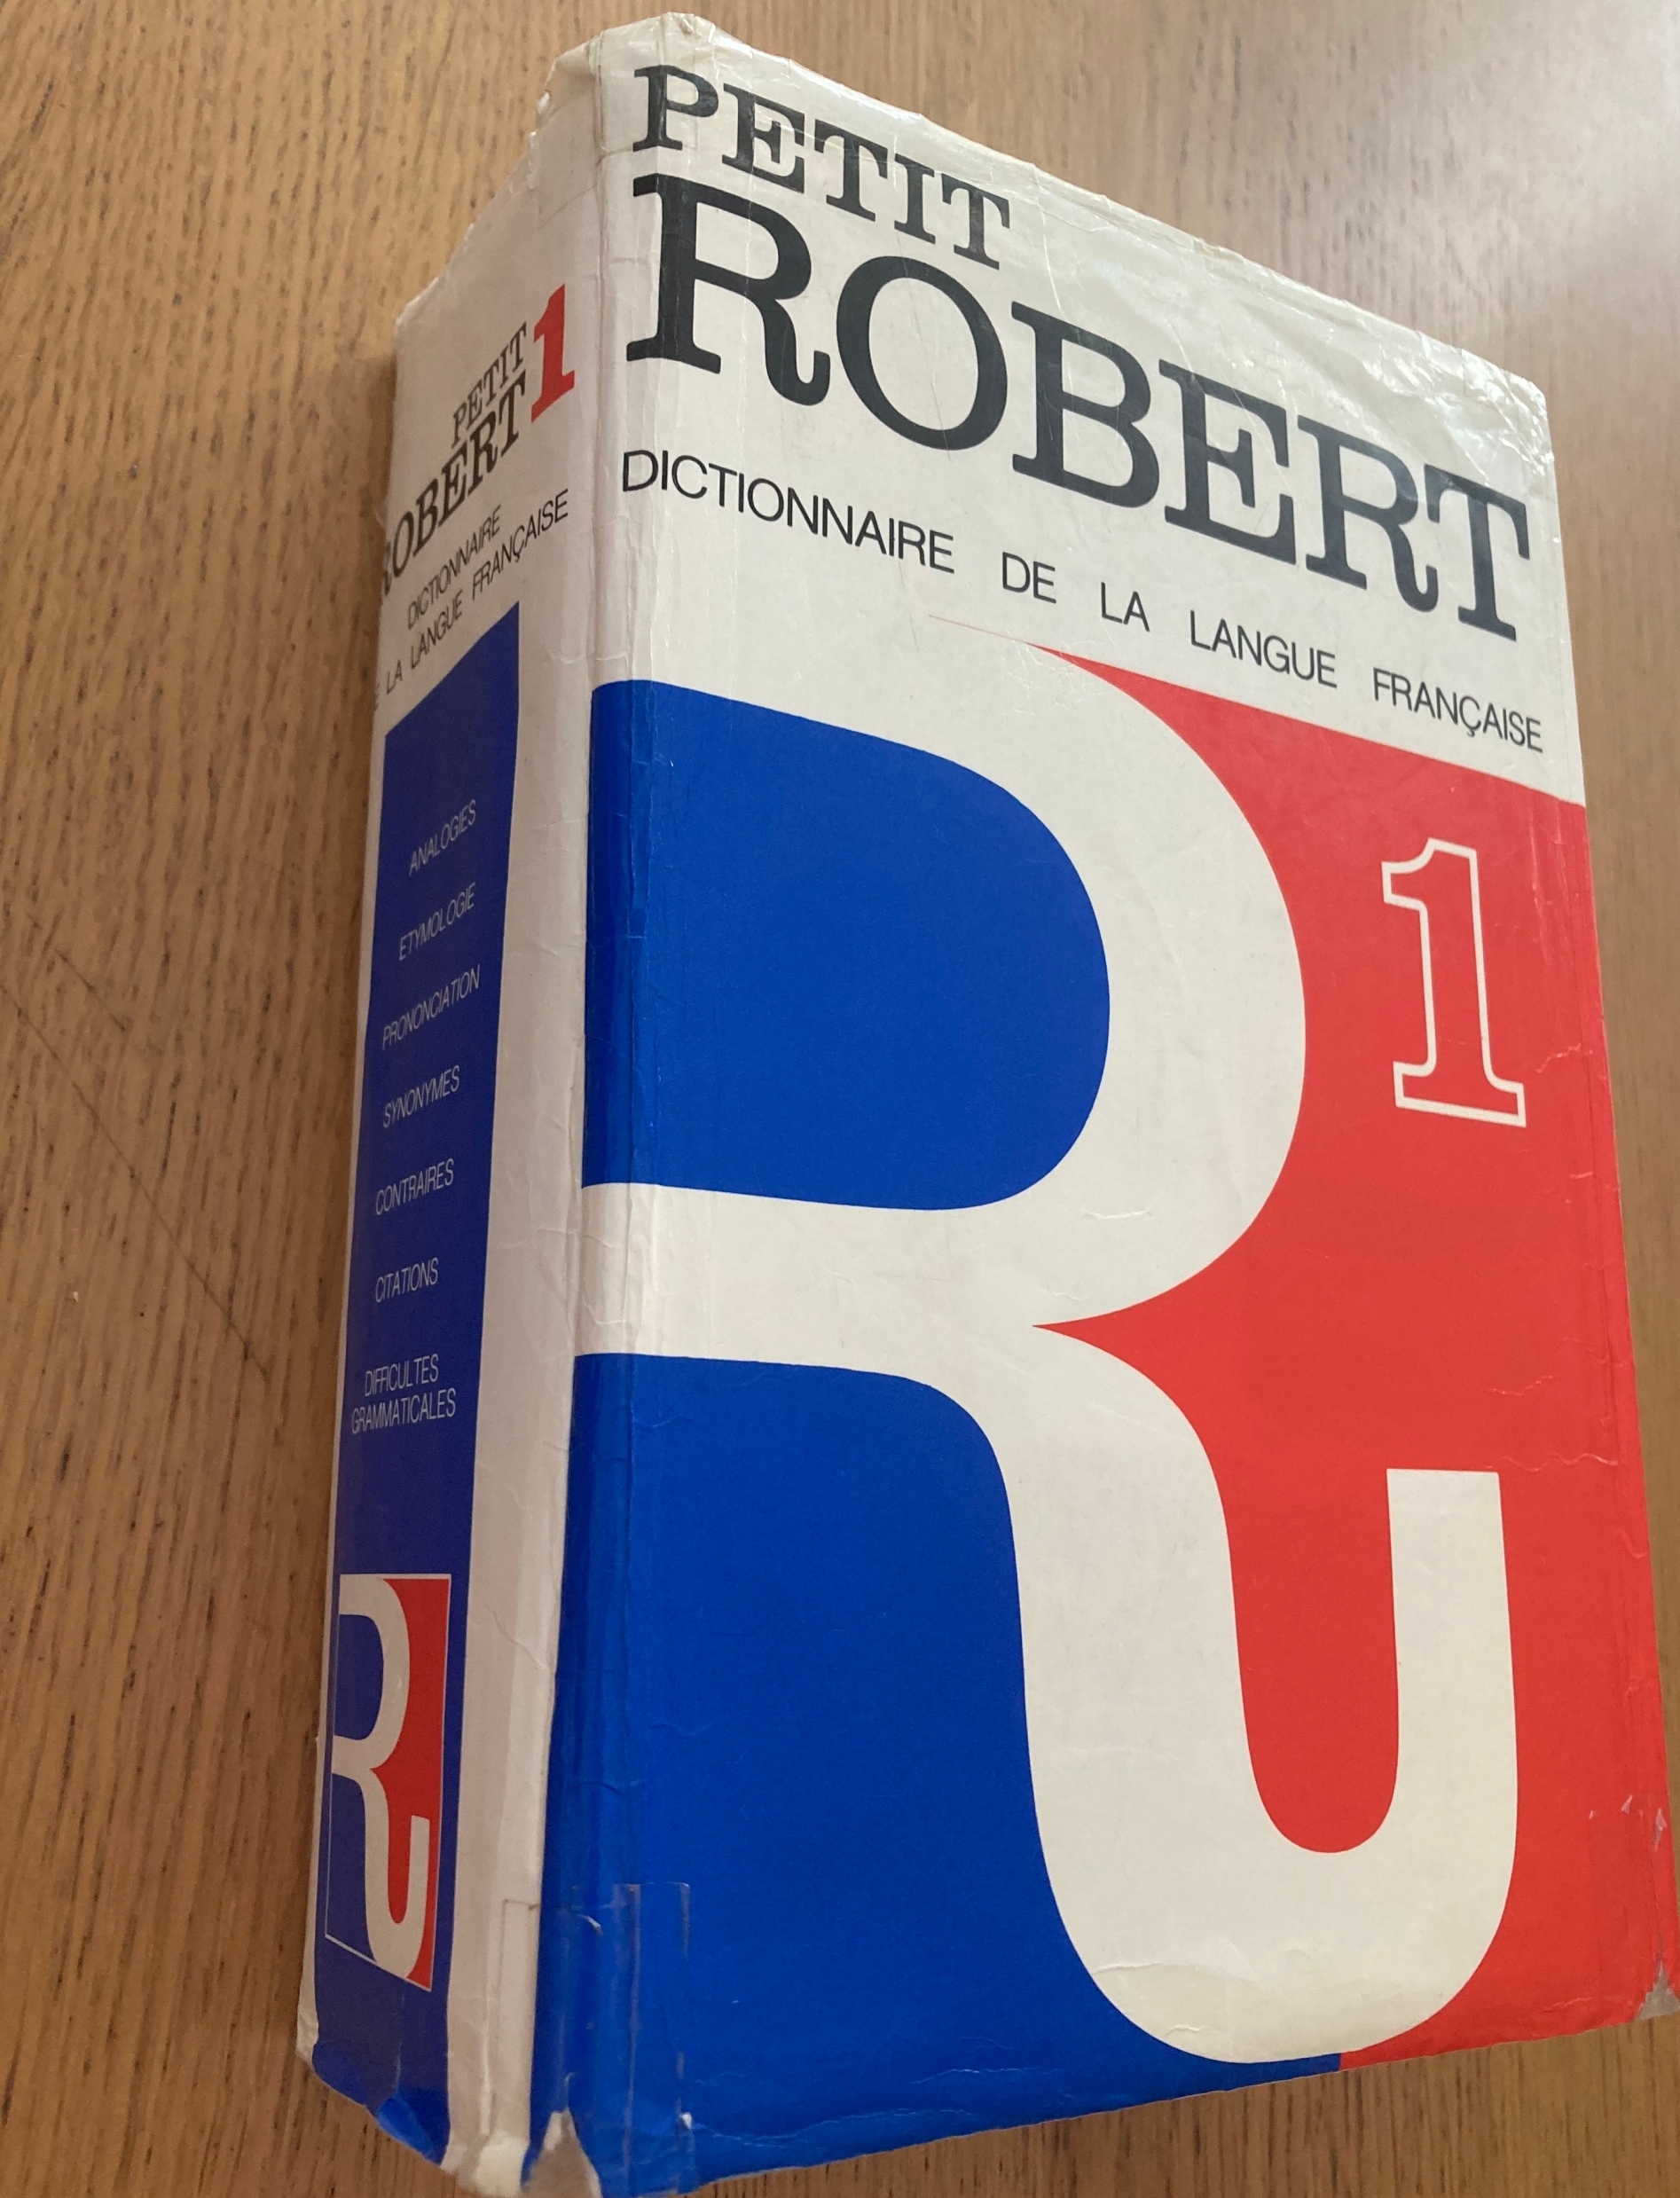 PETIT
ROBERT
DICTIONNAIRE DE LA LANGUE FRANÇAISE
1
R
PETIT
ROBERT 1
DICTIONNAIRE
LA LANGUE FRANÇAISE
ANALOGIES
ETYMOLOGIE
PRONONCIATION
SYNONYMES
CONTRAIRES
CITATIONS
DIFFICULTES
GRAMMATICALES
R